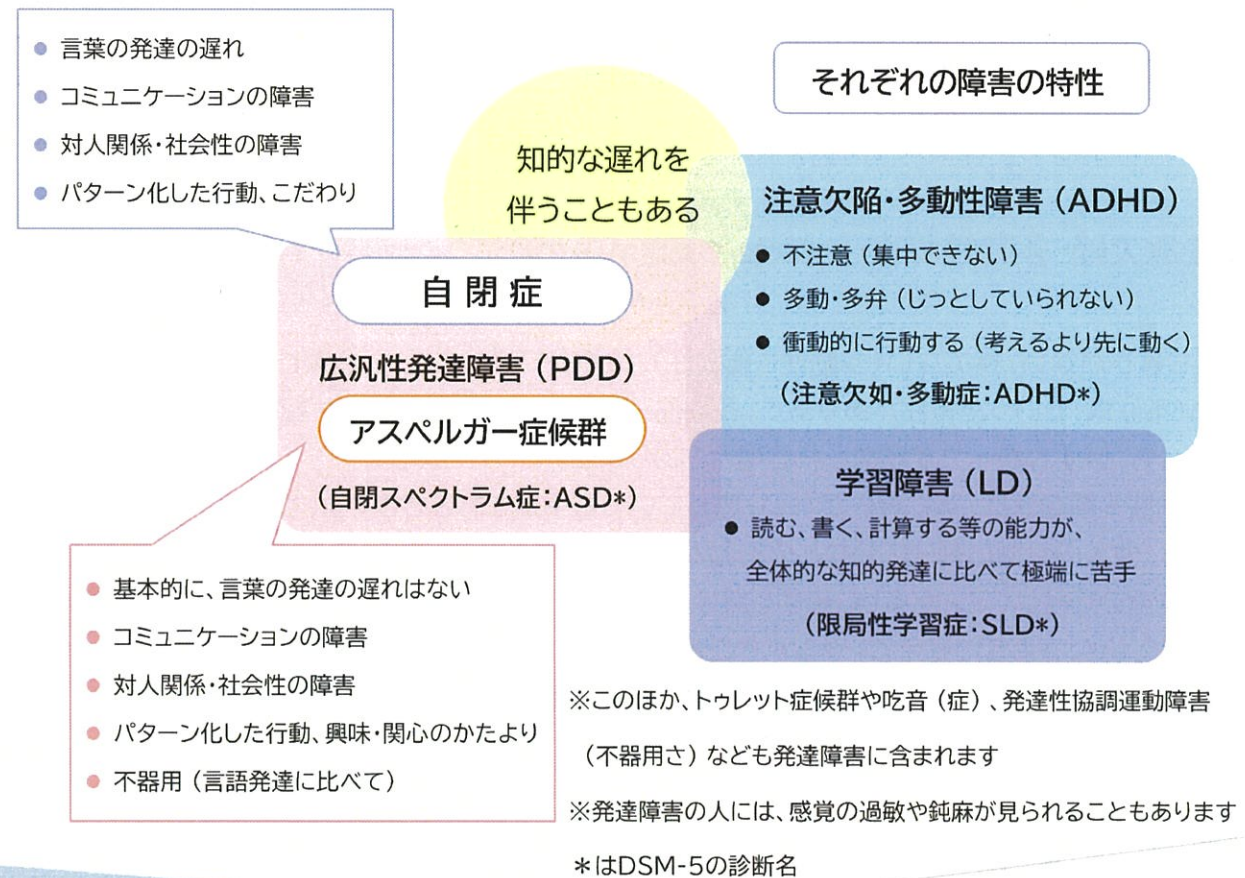 それぞれの障害の特性
● 言葉の発達の遅れ
● コミュニケーションの障害
● 対人関係・社会性の障害
● パターン化した行動、こだわり
知的な遅れを
伴うこともある
自閉症
広汎性発達障害（PDD）
アスペルガー症候群
（自閉スペクトラム症：ASD*）
● 基本的に、言葉の発達の遅れはない
● コミュニケーションの障害
● 対人関係・社会性の障害
● パターン化した行動、興味・関心のかたより
● 不器用（言語発達に比べて）
注意欠陥・多動性障害（ADHD）
● 不注意（集中できない）
● 多動・多弁（じっとしていられない）
● 衝動的に行動する（考えるより先に動く）
（注意欠如・多動症：ADHD*）
学習障害（LD）
● 読む、書く、計算する等の能力が、
全体的な知的発達に比べて極端に苦手
（限局性学習症：SLD*）
※このほか、トゥレット症候群や吃音（症）、発達性協調運動障害
（不器用さ）なども発達障害に含まれます
※発達障害の人には、感覚の過敏や鈍麻が見られることもあります
＊はDSM-5の診断名